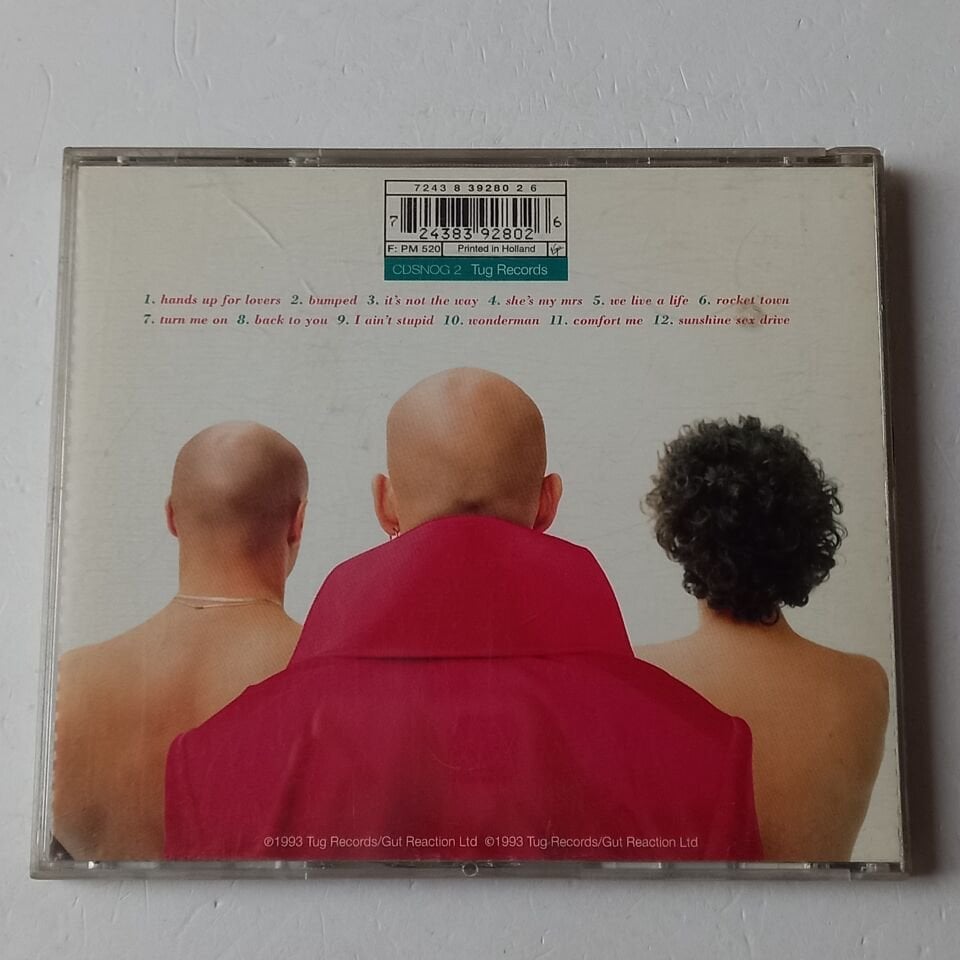 7243 8 39280 2 6
7 24383 92802 6
F: PM 520 Printed in Holland
CDSNOG 2 Tug Records
1. hands up for lovers 2. bumped 3. it's not the way 4. she's my mrs 5. we live a life 6. rocket town
7. turn me on 8. back to you 9. I ain't stupid 10. wonderman 11. comfort me 12. sunshine sex drive
℗1993 Tug Records/Gut Reaction Ltd ©1993 Tug Records/Gut Reaction Ltd